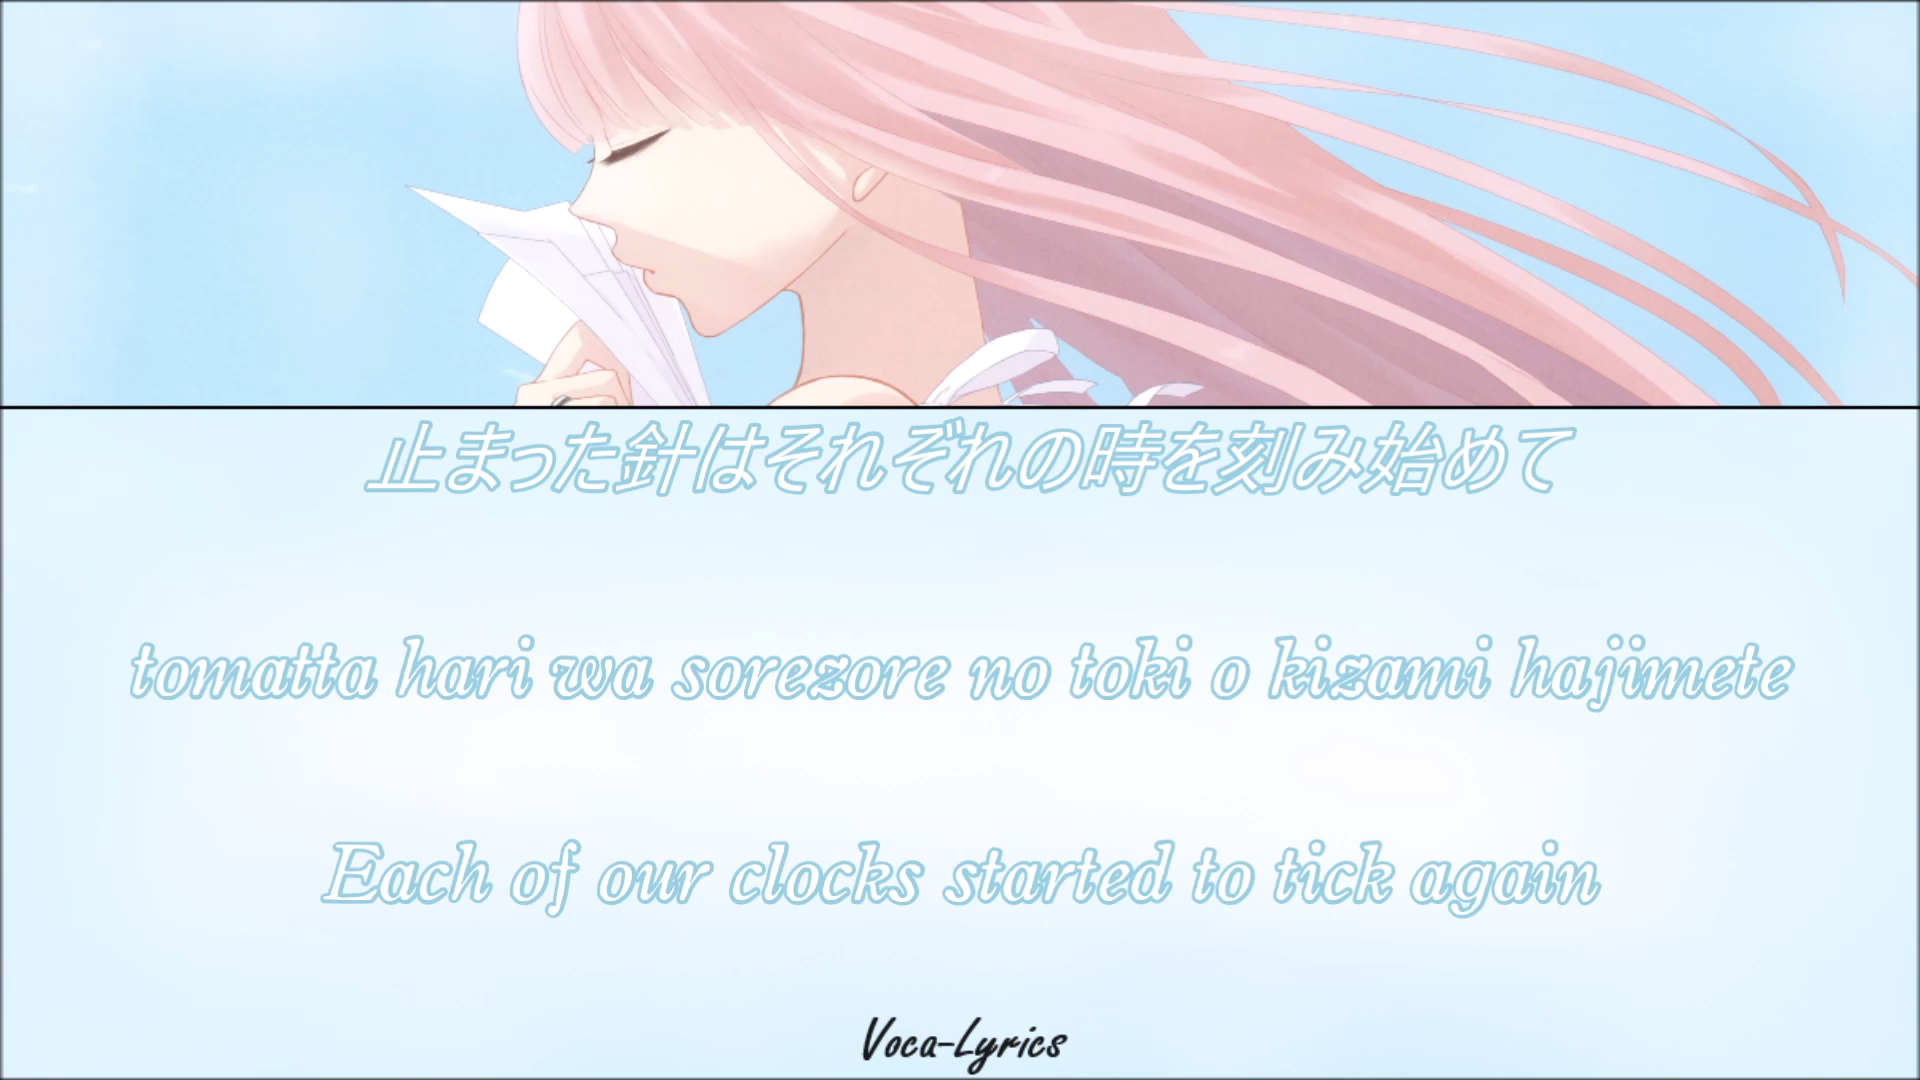 止まった針はそれぞれの時を刻み始めて
tomatta hari wa sorezore no toki o kizami hajimete
Each of our clocks started to tick again
Voca-Lyrics